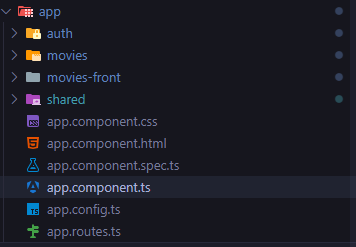 app
auth
movies
movies-front
shared
app.component.css
app.component.html
app.component.spec.ts
app.component.ts
TS app.config.ts
app.routes.ts